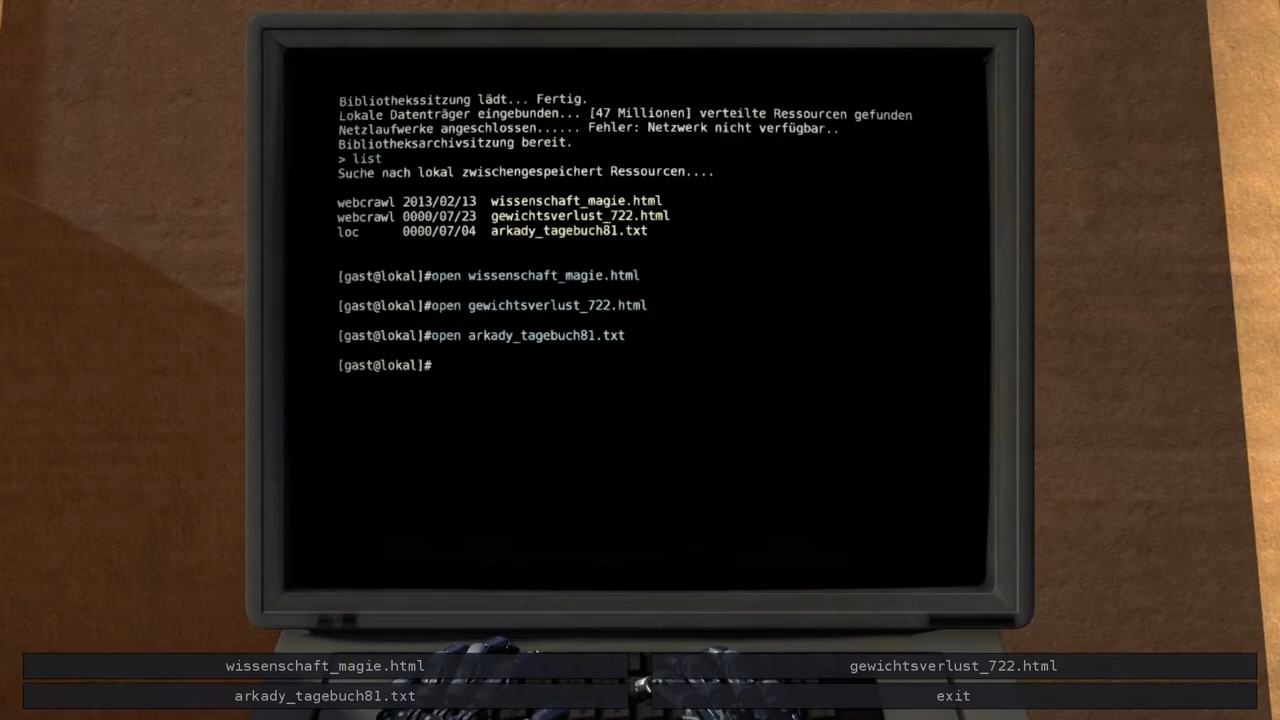 Bibliothekssitzung lädt... Fertig.
Lokale Datenträger eingebunden... [47 Millionen] verteilte Ressourcen gefunden
Netzlaufwerke angeschlossen...... Fehler: Netzwerk nicht verfügbar..
Bibliotheksarchivsitzung bereit.
> list
Suche nach lokal zwischengespeichert Ressourcen....
webcrawl 2013/02/13 wissenschaft_magie.html
webcrawl 0000/07/23 gewichtsverlust_722.html
loc 0000/07/04 arkady_tagebuch81.txt
[gast@lokal]#open wissenschaft_magie.html
[gast@lokal]#open gewichtsverlust_722.html
[gast@lokal]#open arkady_tagebuch81.txt
[gast@lokal]#
wissenschaft_magie.html gewichtsverlust_722.html
arkady_tagebuch81.txt exit